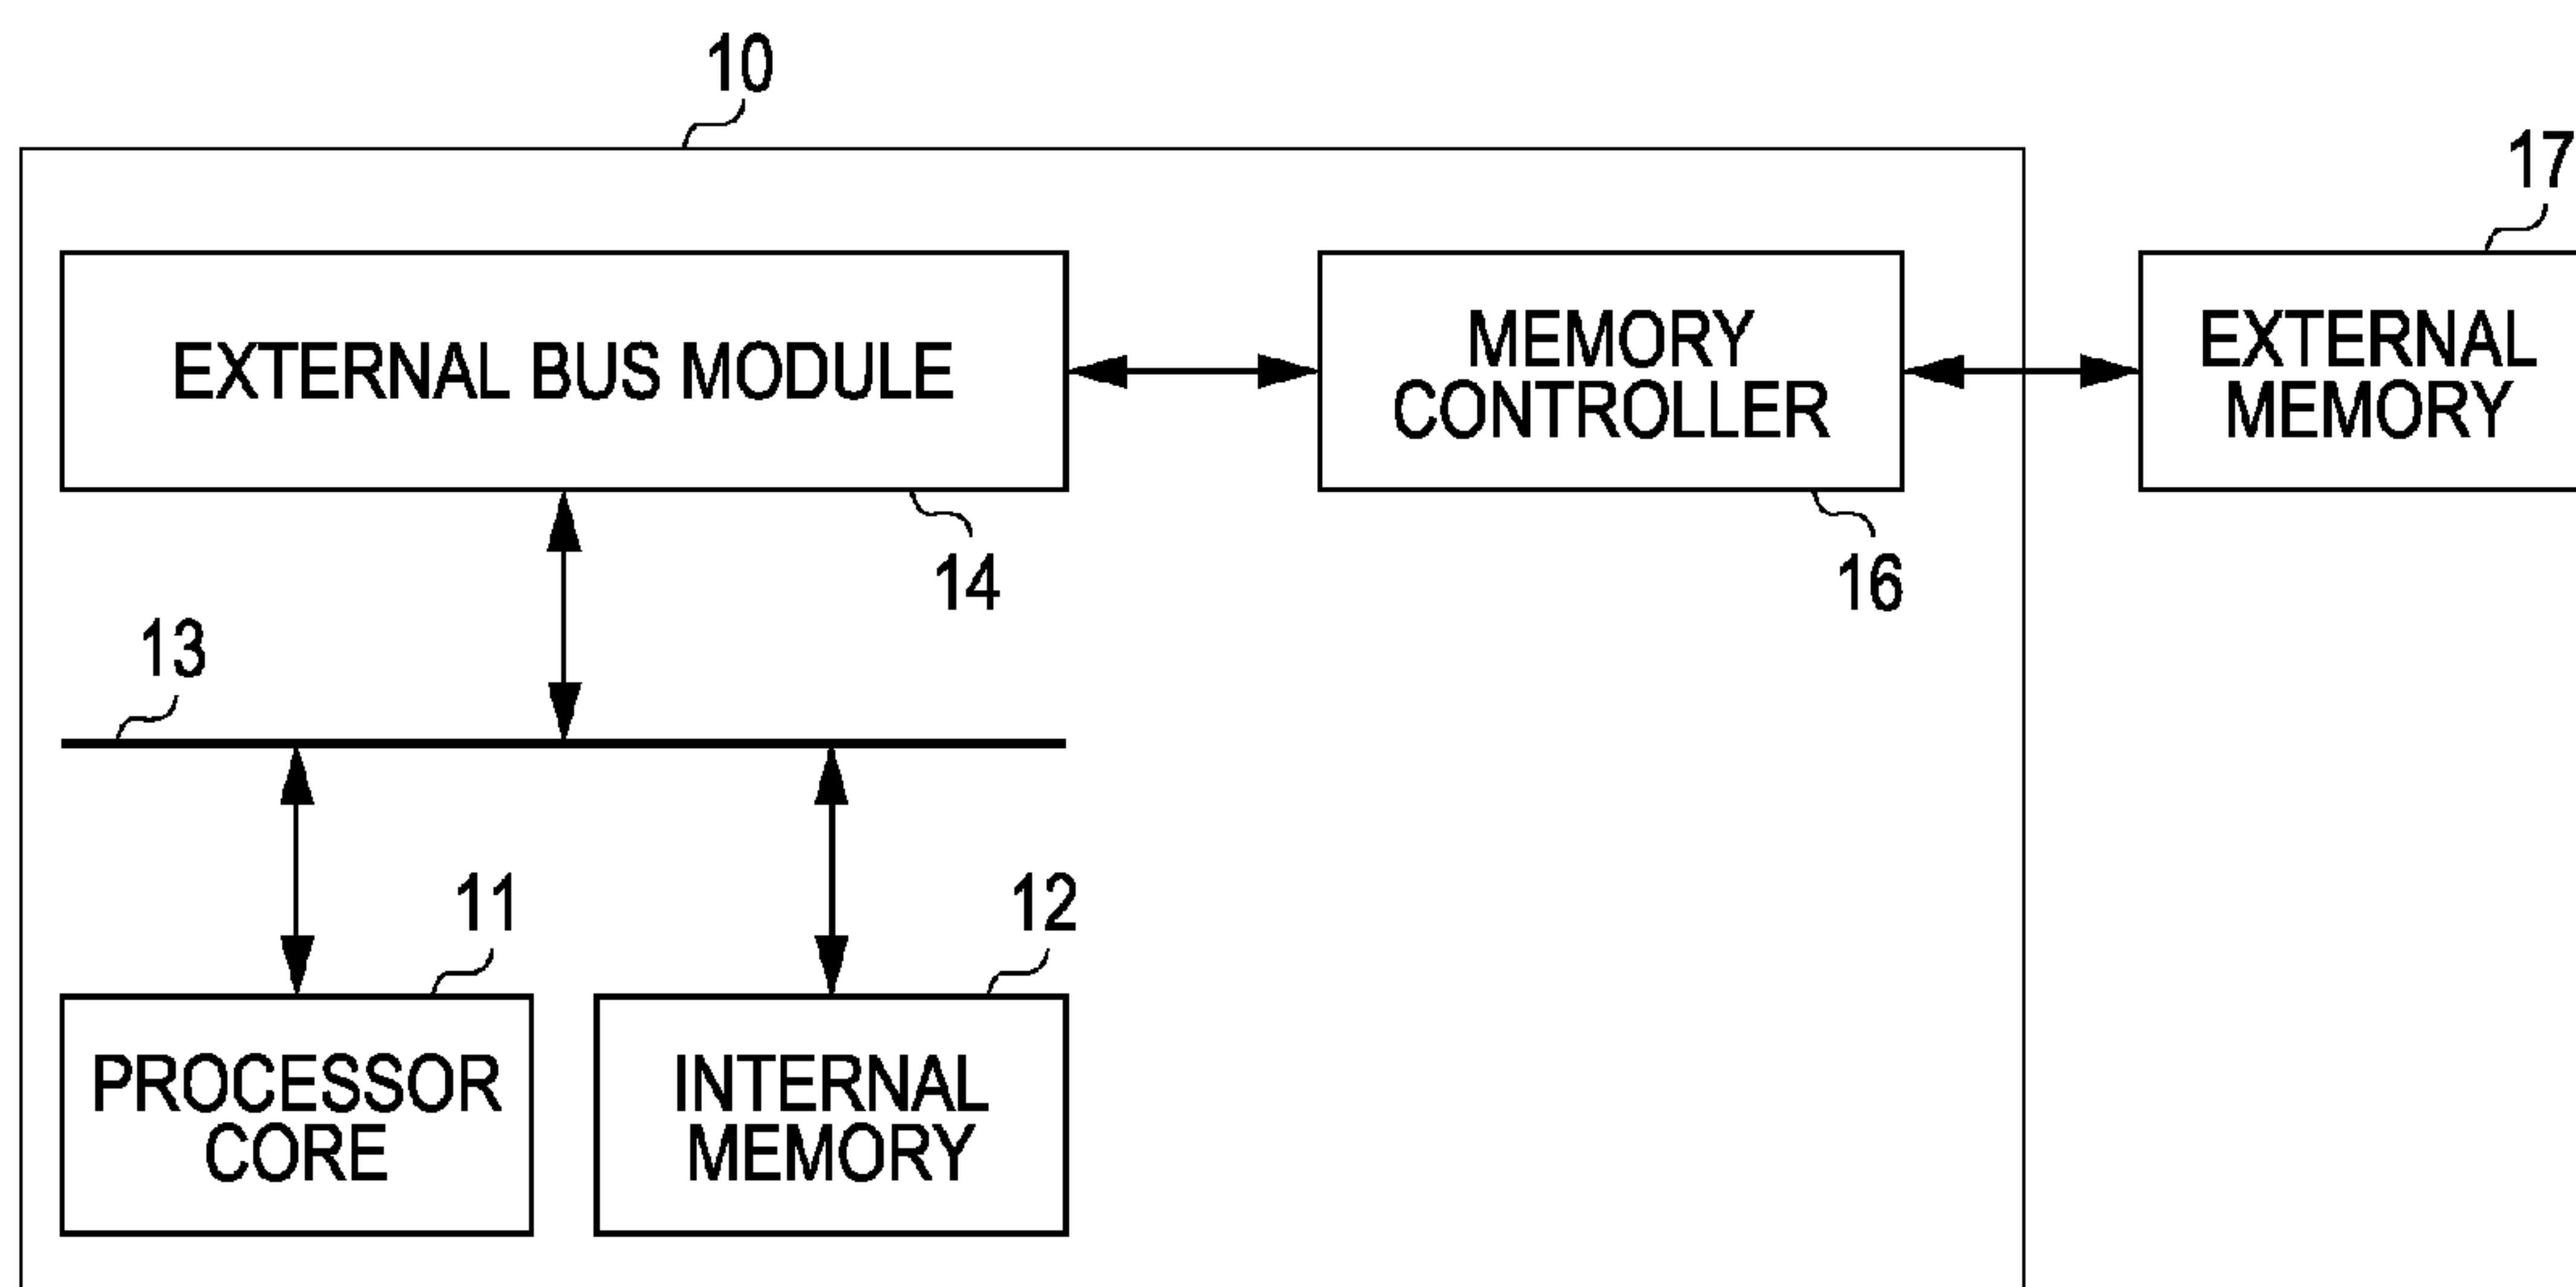 10
17
EXTERNAL BUS MODULE
MEMORY
CONTROLLER
EXTERNAL
MEMORY
14
16
13
11
12
PROCESSOR
CORE
INTERNAL
MEMORY